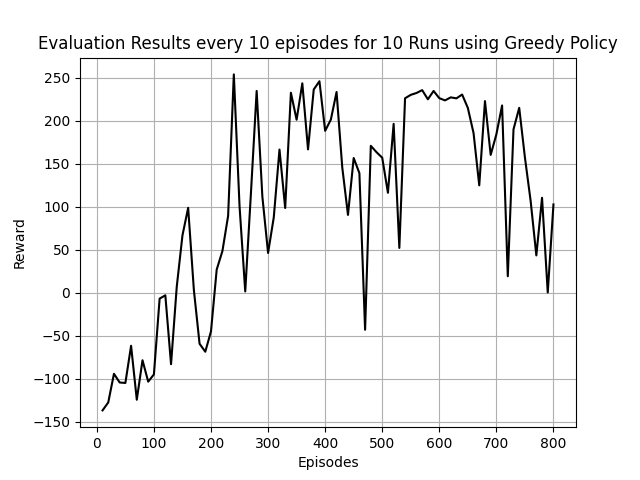 Evaluation Results every 10 episodes for 10 Runs using Greedy Policy
250
200
150
100
50
0
−50
−100
−150
Reward
0 100 200 300 400 500 600 700 800
Episodes